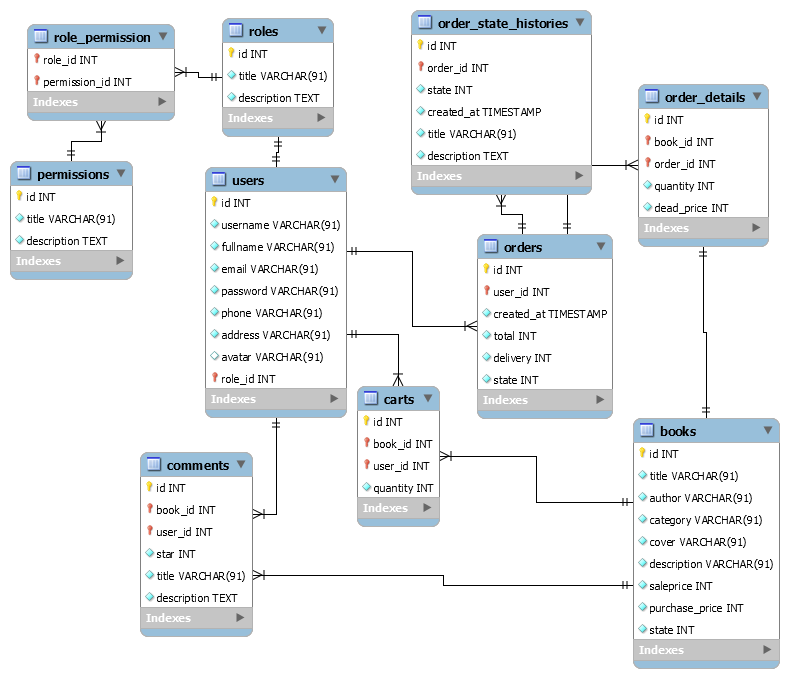 role_permission
role_id INT
permission_id INT
Indexes
roles
id INT
title VARCHAR(91)
description TEXT
Indexes
order_state_histories
id INT
order_id INT
state INT
created_at TIMESTAMP
title VARCHAR(91)
description TEXT
Indexes
order_details
id INT
book_id INT
order_id INT
quantity INT
dead_price INT
Indexes
permissions
id INT
title VARCHAR(91)
description TEXT
Indexes
users
id INT
username VARCHAR(91)
fullname VARCHAR(91)
email VARCHAR(91)
password VARCHAR(91)
phone VARCHAR(91)
address VARCHAR(91)
avatar VARCHAR(91)
role_id INT
Indexes
orders
id INT
user_id INT
created_at TIMESTAMP
total INT
delivery INT
state INT
Indexes
carts
id INT
book_id INT
user_id INT
quantity INT
Indexes
books
id INT
title VARCHAR(91)
author VARCHAR(91)
category VARCHAR(91)
cover VARCHAR(91)
description VARCHAR(91)
saleprice INT
purchase_price INT
state INT
Indexes
comments
id INT
book_id INT
user_id INT
star INT
title VARCHAR(91)
description TEXT
Indexes